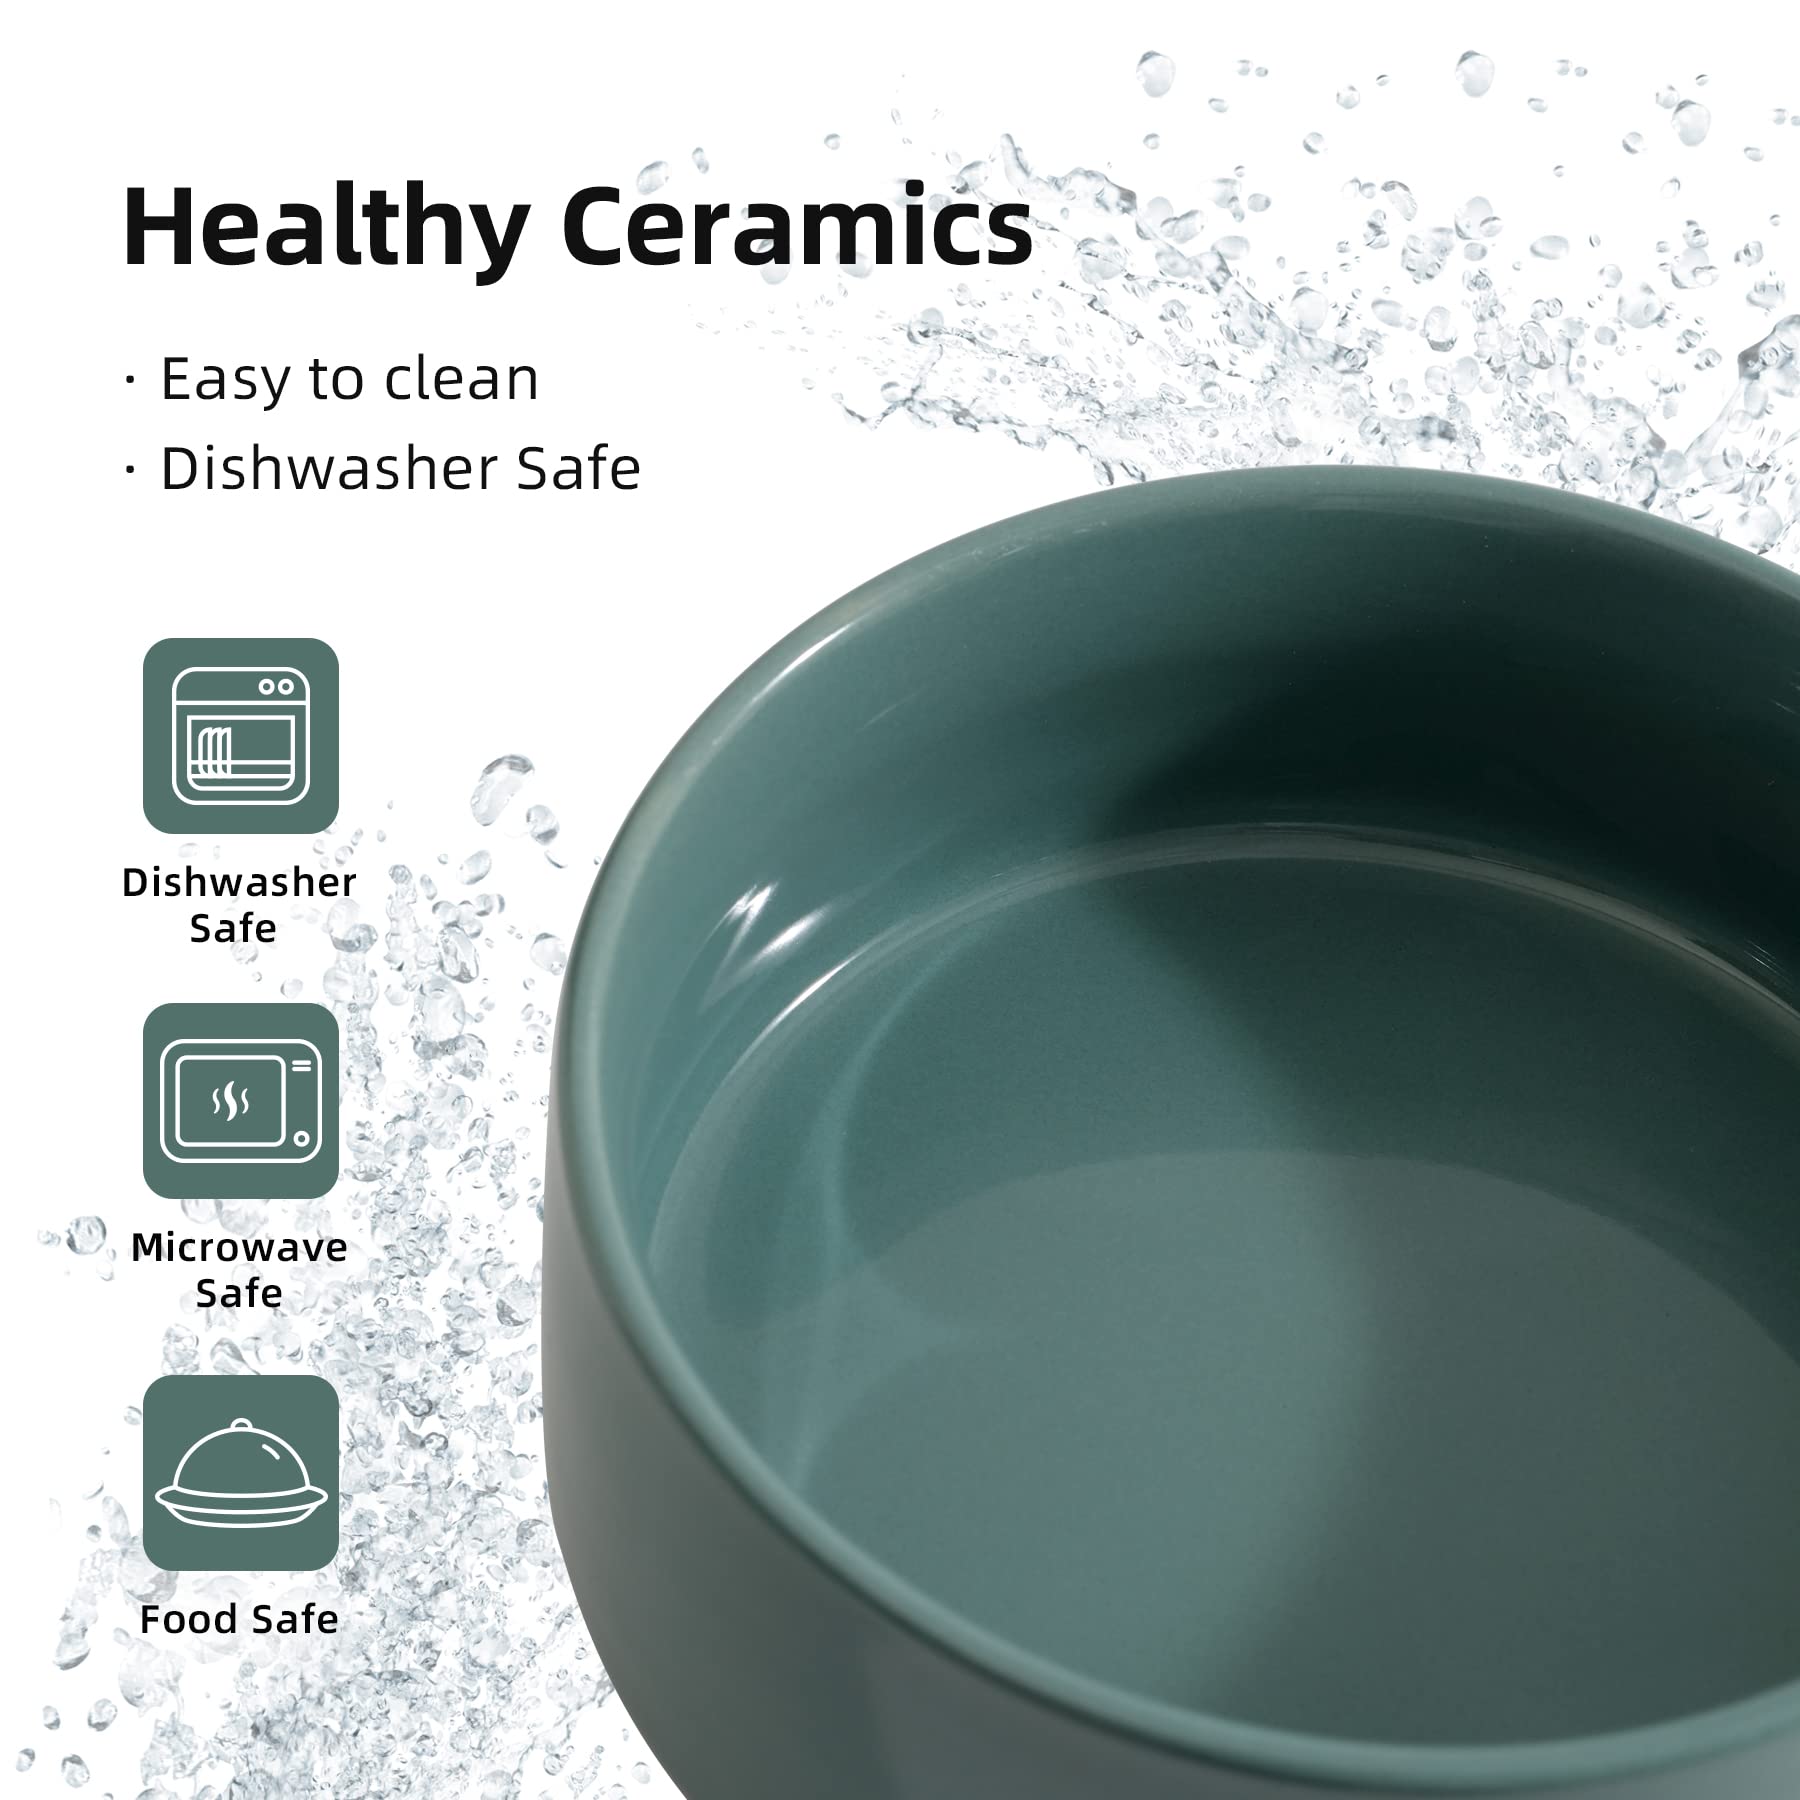 Healthy Ceramics
· Easy to clean
· Dishwasher Safe
Dishwasher
Safe
Microwave
Safe
Food Safe